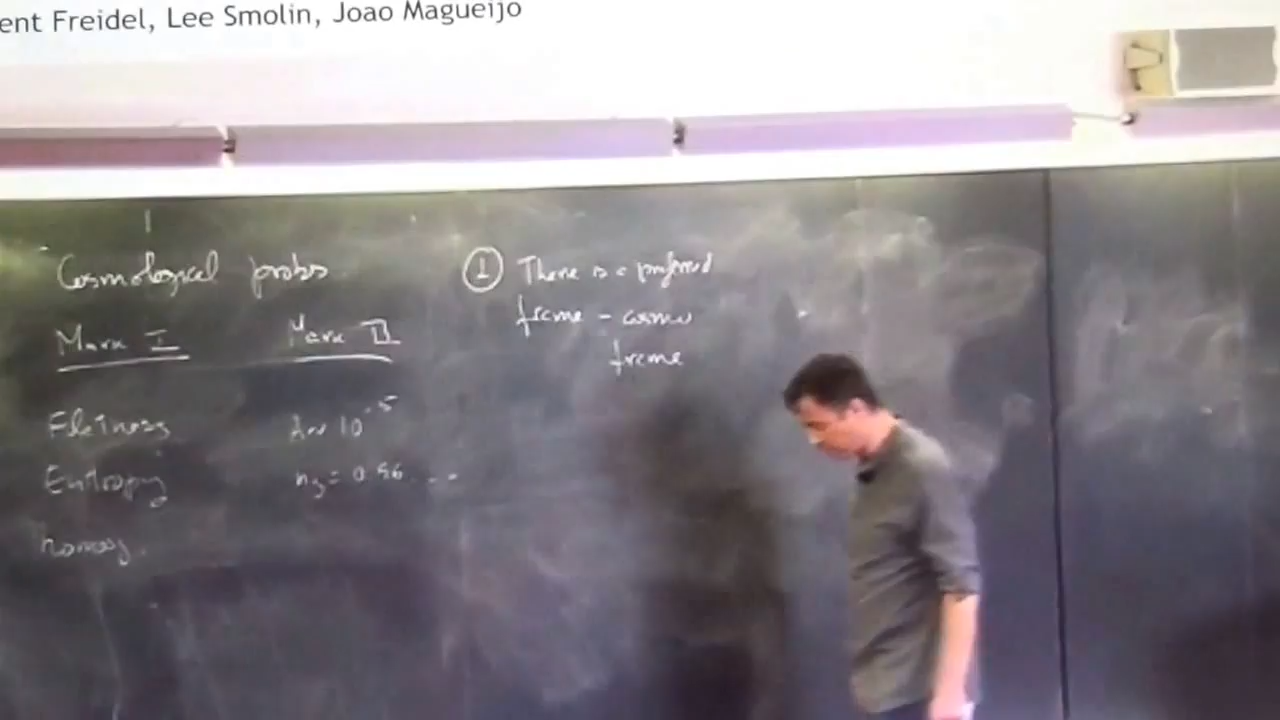 ent Freidel, Lee Smolin, Joao Magueijo
Cosmological probs
Mark I
Mark II
Flatness
A ~ 10^-5
Entropy
n_s = 0.96...
homog.
① There is a preferred
frame - cosmo
frame